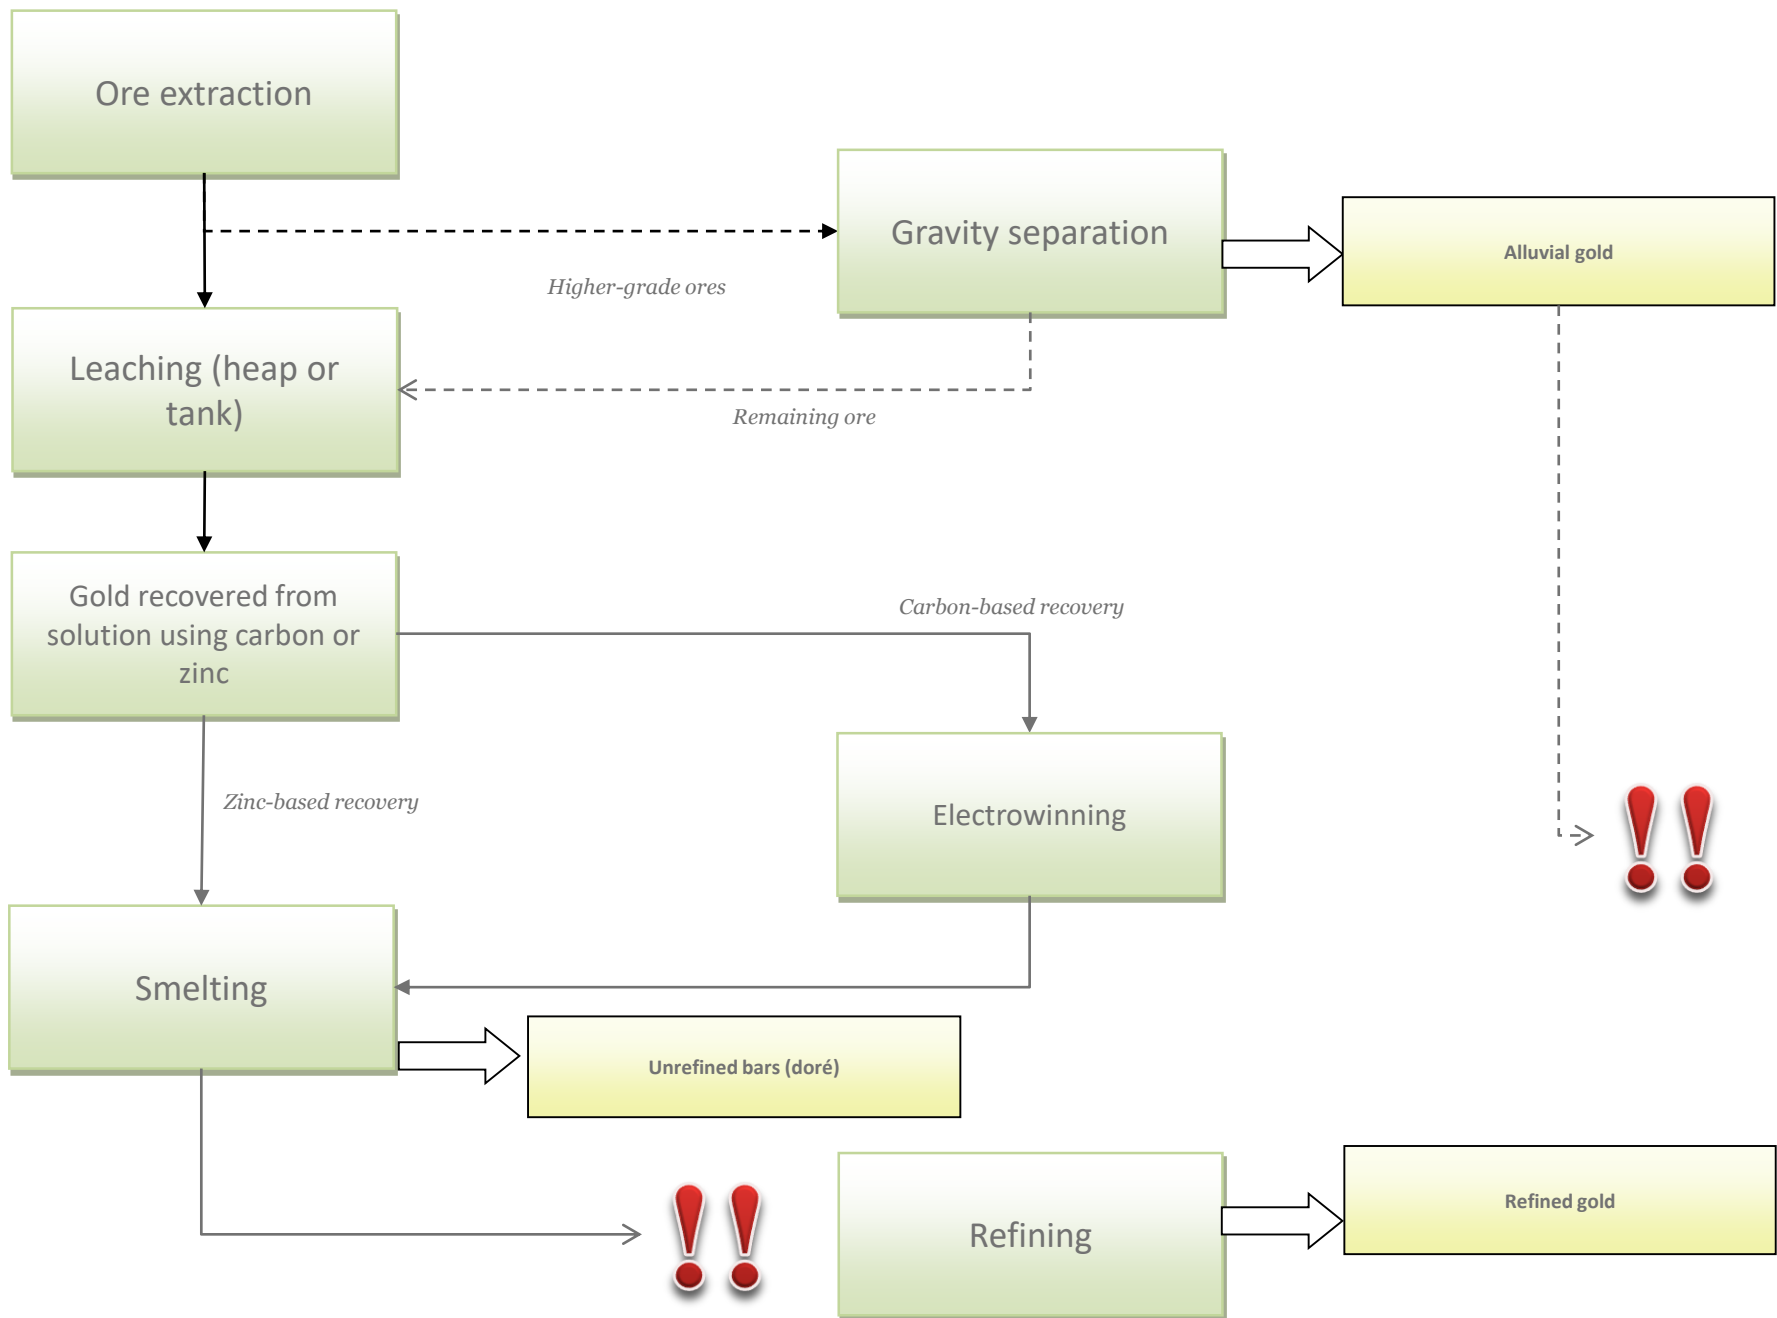 Ore extraction
Gravity separation
Alluvial gold
Higher-grade ores
Leaching (heap or
tank)
Remaining ore
Gold recovered from
solution using carbon or
zinc
Carbon-based recovery
Zinc-based recovery
Electrowinning
Smelting
Unrefined bars (doré)
Refining
Refined gold